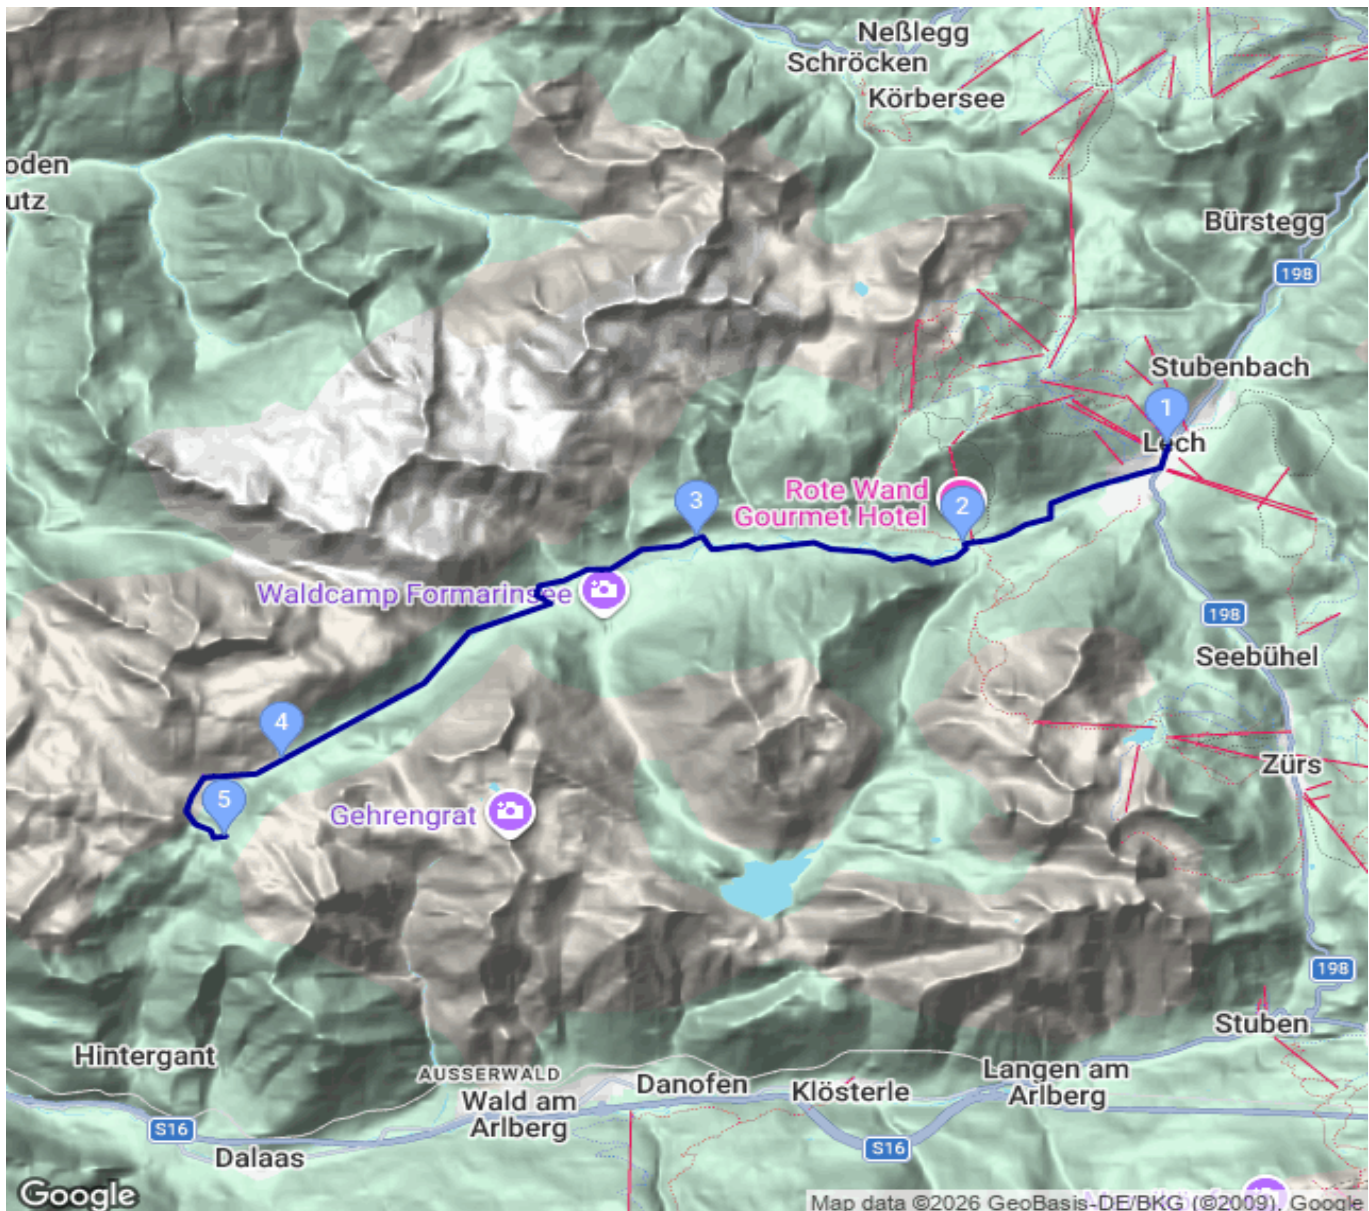 Neßlegg
Schröcken
Körbersee
oden
utz
Bürstegg
198
Stubenbach
1
Lech
Rote Wand
Gourmet Hotel
2
3
Waldcamp Formarinsee
198
Seebühel
4
Zürs
5
Gehrengrat
198
Stuben
Hintergant
AUSSERWALD
Wald am
Arlberg
Danofen
Klösterle
Langen am
Arlberg
S16
S16
Dalaas
Google
Map data ©2026 GeoBasis-DE/BKG (©2009), Google